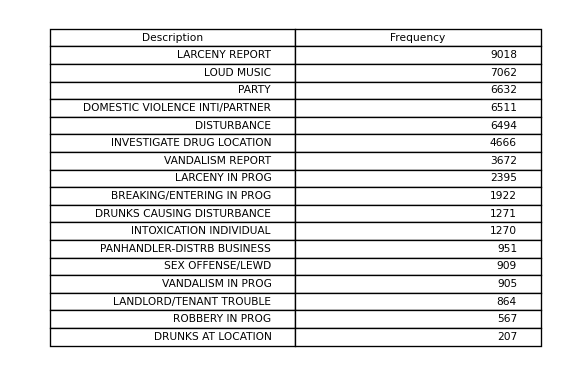 Description Frequency
LARCENY REPORT 9018
LOUD MUSIC 7062
PARTY 6632
DOMESTIC VIOLENCE INTI/PARTNER 6511
DISTURBANCE 6494
INVESTIGATE DRUG LOCATION 4666
VANDALISM REPORT 3672
LARCENY IN PROG 2395
BREAKING/ENTERING IN PROG 1922
DRUNKS CAUSING DISTURBANCE 1271
INTOXICATION INDIVIDUAL 1270
PANHANDLER-DISTRB BUSINESS 951
SEX OFFENSE/LEWD 909
VANDALISM IN PROG 905
LANDLORD/TENANT TROUBLE 864
ROBBERY IN PROG 567
DRUNKS AT LOCATION 207